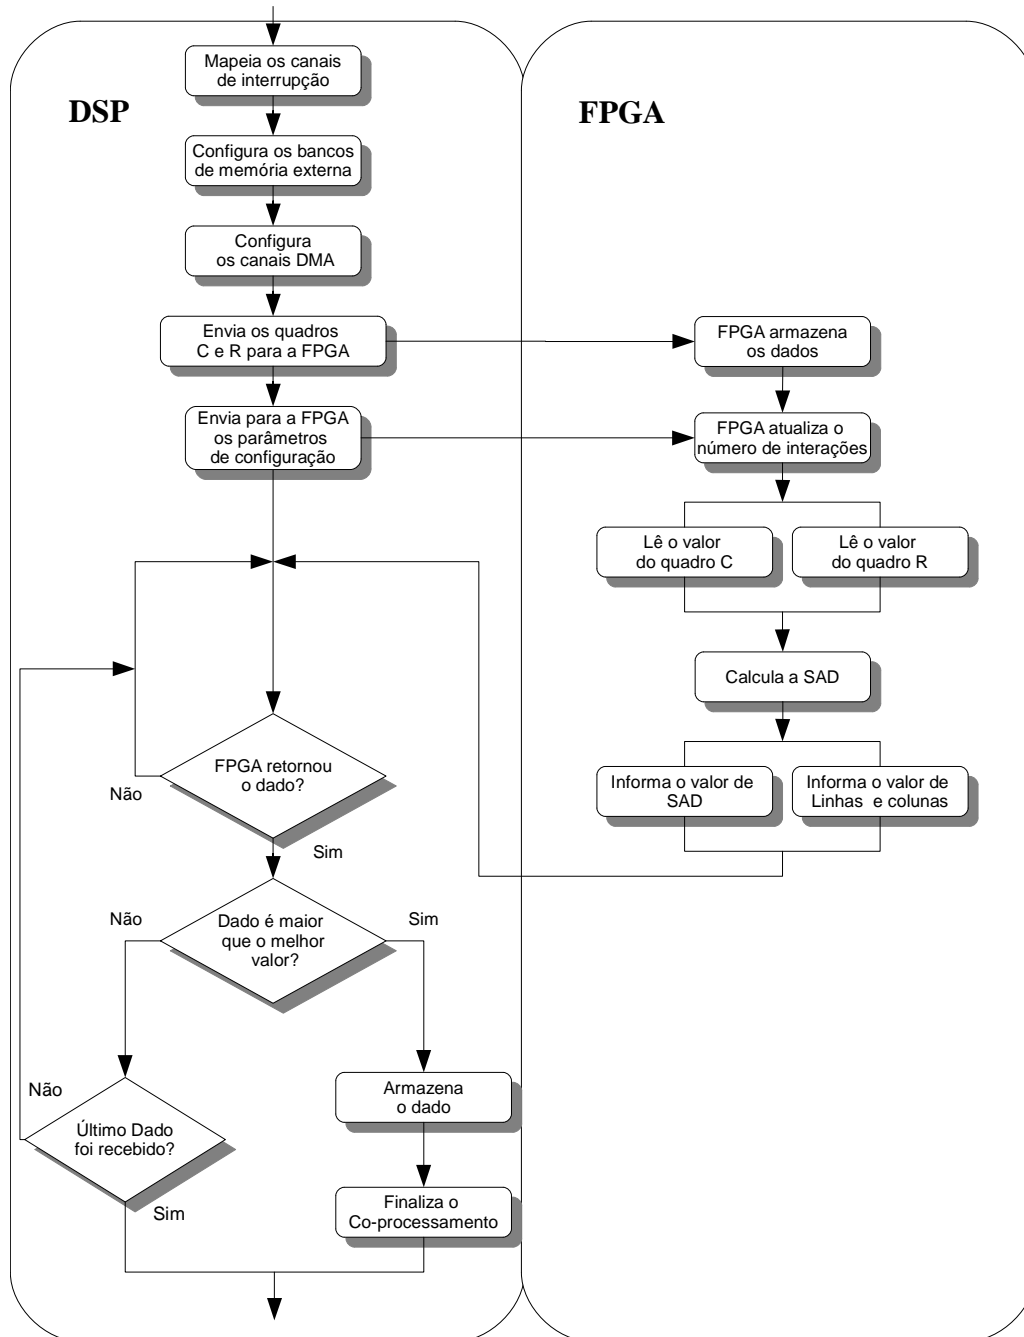 DSP
Mapeia os canais
de interrupção
Configura os bancos
de memória externa
Configura
os canais DMA
Envia os quadros
C e R para a FPGA
Envia para a FPGA
os parâmetros
de configuração
FPGA retornou
o dado?
Não
Sim
Dado é maior
que o melhor
valor?
Não
Sim
Último Dado
foi recebido?
Não
Sim
Armazena
o dado
Finaliza o
Co-processamento
FPGA
FPGA armazena
os dados
FPGA atualiza o
número de interações
Lê o valor
do quadro C
Lê o valor
do quadro R
Calcula a SAD
Informa o valor de
SAD
Informa o valor de
Linhas e colunas